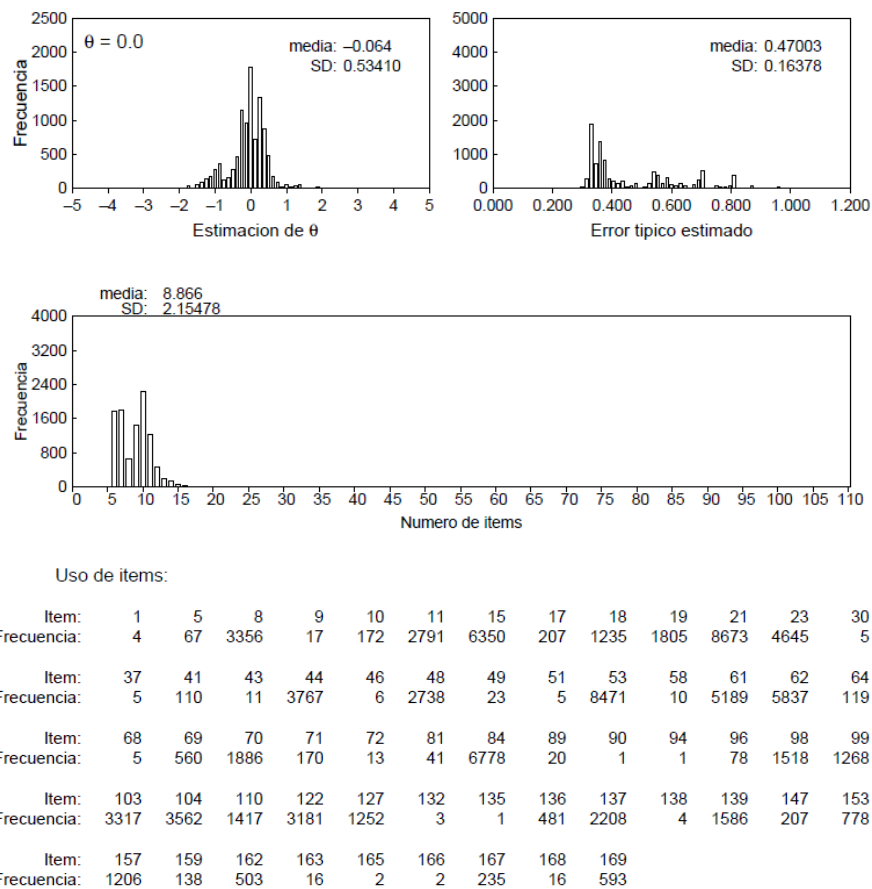 2500
2000
1500
1000
500
0
Frecuencia
θ = 0.0
media: –0.064
SD: 0.53410
–5 –4 –3 –2 –1 0 1 2 3 4 5
Estimacion de θ
5000
4000
3000
2000
1000
0
media: 0.47003
SD: 0.16378
0.000 0.200 0.400 0.600 0.800 1.000 1.200
Error tipico estimado
media: 8.866
SD: 2.15478
4000
3200
2400
1600
800
0
Frecuencia
0 5 10 15 20 25 30 35 40 45 50 55 60 65 70 75 80 85 90 95 100 105 110
Numero de items
Uso de items:
Item: 1 5 8 9 10 11 15 17 18 19 21 23 30
Frecuencia: 4 67 3356 17 172 2791 6350 207 1235 1805 8673 4645 5
Item: 37 41 43 44 46 48 49 51 53 58 61 62 64
Frecuencia: 5 110 11 3767 6 2738 23 5 8471 10 5189 5837 119
Item: 68 69 70 71 72 81 84 89 90 94 96 98 99
Frecuencia: 5 560 1886 170 13 41 6778 20 1 1 78 1518 1268
Item: 103 104 110 122 127 132 135 136 137 138 139 147 153
Frecuencia: 3317 3562 1417 3181 1252 3 1 481 2208 4 1586 207 778
Item: 157 159 162 163 165 166 167 168 169
Frecuencia: 1206 138 503 16 2 2 235 16 593